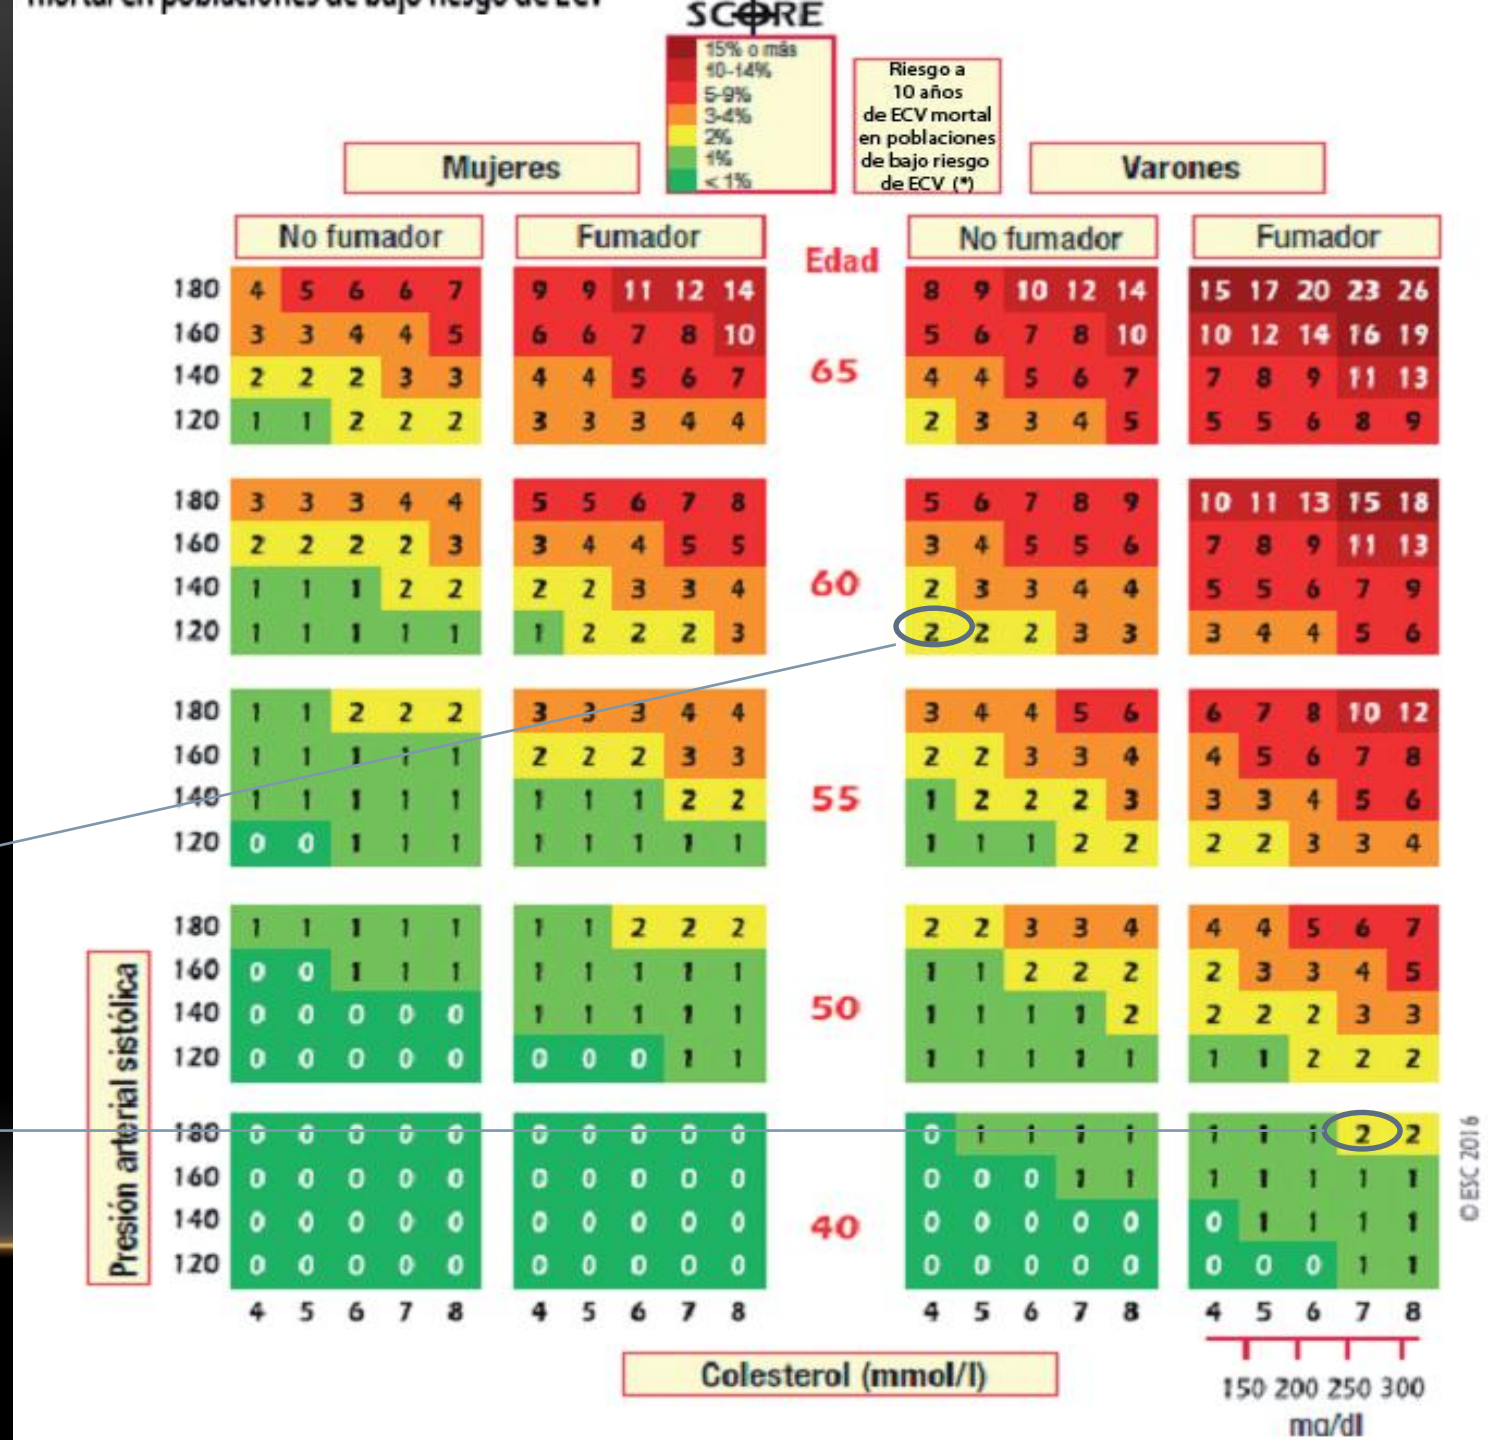 mortal en poblaciones de bajo riesgo de ECV
SCORE
15% o más
10-14%
5-9%
3-4%
2%
1%
< 1%
Riesgo a
10 años
de ECV mortal
en poblaciones
de bajo riesgo
de ECV (*)
Mujeres
Varones
No fumador Fumador Edad No fumador Fumador
180 4 5 6 6 7 9 9 11 12 14 8 9 10 12 14 15 17 20 23 26
160 3 3 4 4 5 6 6 7 8 10 5 6 7 8 10 10 12 14 16 19
65
140 2 2 2 3 3 4 4 5 6 7 4 4 5 6 7 7 8 9 11 13
120 1 1 2 2 2 3 3 3 4 4 2 3 3 4 5 5 5 6 8 9
180 3 3 3 4 4 5 5 6 7 8 5 6 7 8 9 10 11 13 15 18
160 2 2 2 2 3 3 4 4 5 5 3 4 5 5 6 7 8 9 11 13
60
140 1 1 1 2 2 2 2 3 3 4 2 3 3 4 4 5 5 6 7 9
120 1 1 1 1 1 1 2 2 2 3 2 2 2 3 3 3 4 4 5 6
180 1 1 2 2 2 3 3 3 4 4 3 4 4 5 6 6 7 8 10 12
160 1 1 1 1 1 2 2 2 3 3 2 2 3 3 4 4 5 6 7 8
55
140 1 1 1 1 1 1 1 1 2 2 1 2 2 2 3 3 3 4 5 6
120 0 0 1 1 1 1 1 1 1 1 1 1 1 2 2 2 2 3 3 4
180 1 1 1 1 1 1 1 2 2 2 2 2 3 3 4 4 4 5 6 7
160 0 0 1 1 1 1 1 1 1 1 1 1 2 2 2 2 3 3 4 5
50
140 0 0 0 0 0 1 1 1 1 1 1 1 1 1 2 2 2 2 3 3
120 0 0 0 0 0 0 0 0 1 1 1 1 1 1 1 1 1 2 2 2
180 0 0 0 0 0 0 0 0 0 0 0 1 1 1 1 1 1 1 2 2
160 0 0 0 0 0 0 0 0 0 0 0 0 0 1 1 1 1 1 1 1
40
140 0 0 0 0 0 0 0 0 0 0 0 0 0 0 0 0 1 1 1 1
120 0 0 0 0 0 0 0 0 0 0 0 0 0 0 0 0 0 0 1 1
4 5 6 7 8 4 5 6 7 8 4 5 6 7 8 4 5 6 7 8
Presión arterial sistólica
Colesterol (mmol/l)
150 200 250 300
mg/dl
© ESC 2016